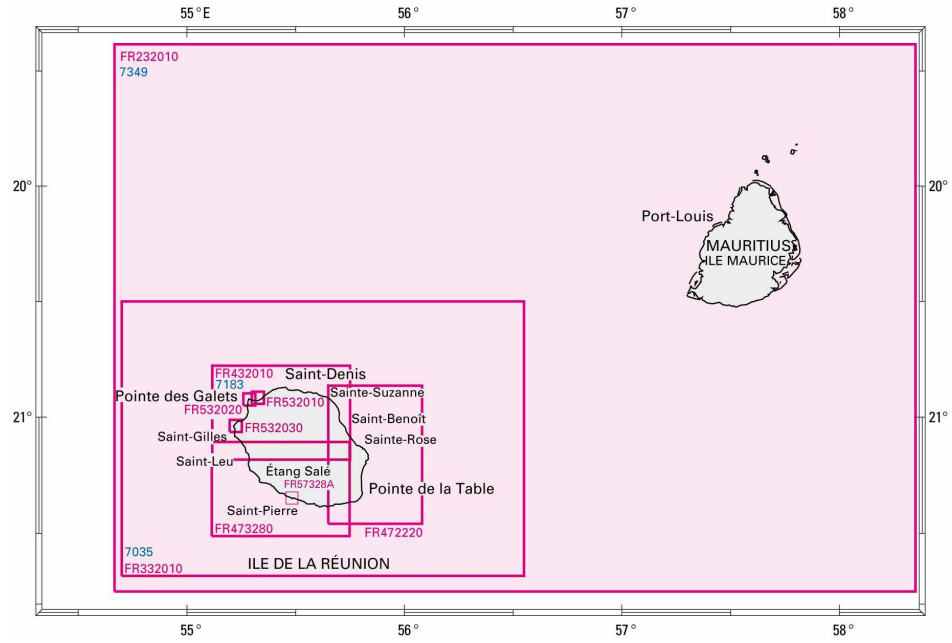 55° E
56°
57°
58°
FR232010
7349
20°
20°
Port-Louis
MAURITIUS
ILE MAURICE
FR432010
Saint-Denis
7183
Pointe des Galets
Sainte-Suzanne
FR532010
FR532020
21°
21°
Saint-Benoît
FR532030
Saint-Gilles
Sainte-Rose
Saint-Leu
Étang Salé
FR57328A
Pointe de la Table
Saint-Pierre
FR473280
FR472220
7035
ILE DE LA RÉUNION
FR332010
55°
56°
57°
58°